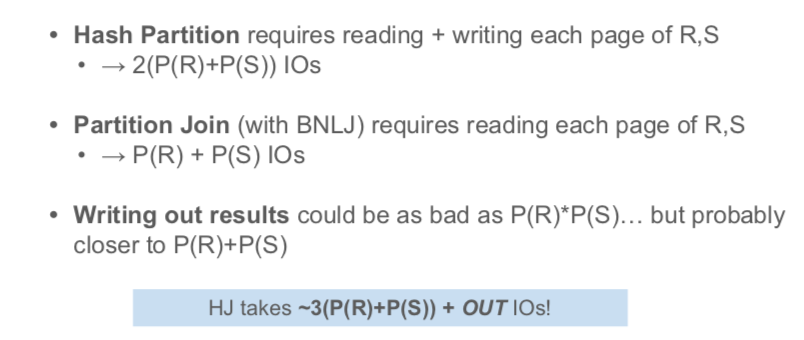 • Hash Partition requires reading + writing each page of R,S
• → 2(P(R)+P(S)) IOs
• Partition Join (with BNLJ) requires reading each page of R,S
• → P(R) + P(S) IOs
• Writing out results could be as bad as P(R)*P(S)… but probably
closer to P(R)+P(S)
HJ takes ~3(P(R)+P(S)) + OUT IOs!